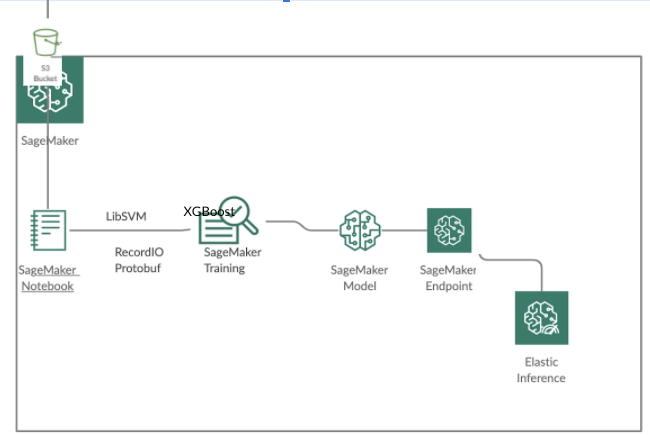 S3
Bucket
SageMaker
LibSVM
XGBoost
RecordIO
Protobuf
SageMaker
Training
SageMaker
Notebook
SageMaker
Model
SageMaker
Endpoint
Elastic
Inference